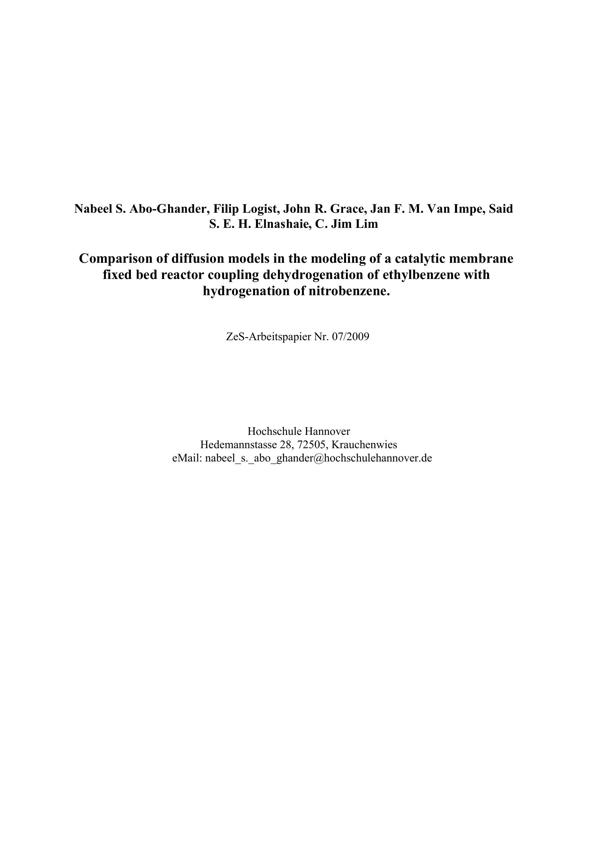 Nabeel S. Abo-Ghander, Filip Logist, John R. Grace, Jan F. M. Van Impe, Said
S. E. H. Elnashaie, C. Jim Lim
Comparison of diffusion models in the modeling of a catalytic membrane
fixed bed reactor coupling dehydrogenation of ethylbenzene with
hydrogenation of nitrobenzene.
ZeS-Arbeitspapier Nr. 07/2009
Hochschule Hannover
Hedemannstasse 28, 72505, Krauchenwies
eMail: nabeel_s._abo_ghander@hochschulehannover.de